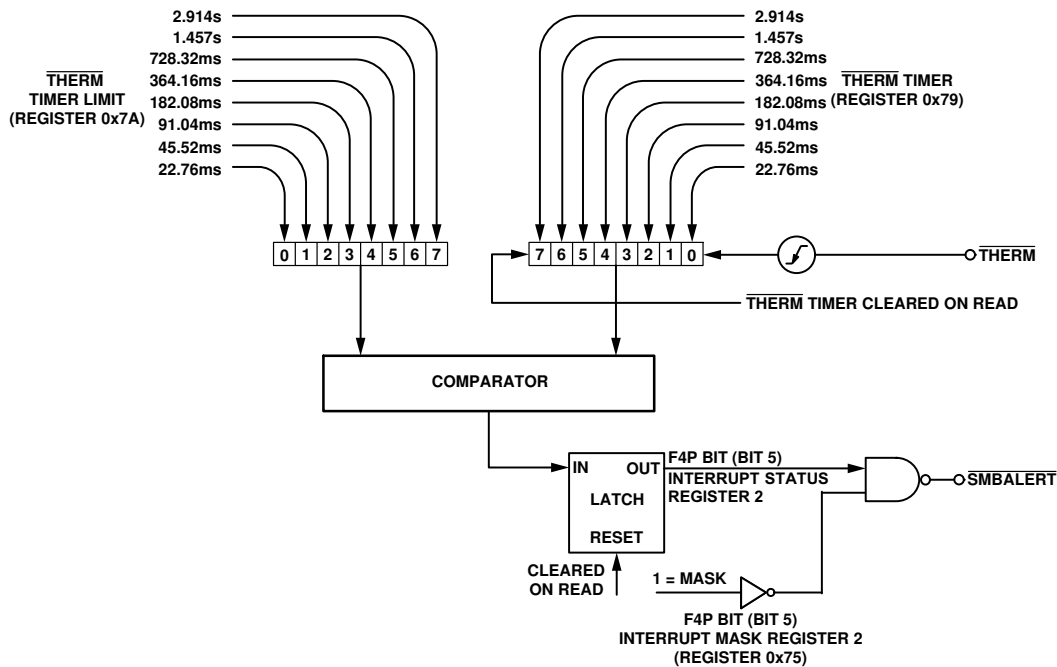 2.914s
1.457s
728.32ms
364.16ms
182.08ms
91.04ms
45.52ms
22.76ms
THERM
TIMER LIMIT
(REGISTER 0x7A)
2.914s
1.457s
728.32ms
364.16ms
182.08ms
91.04ms
45.52ms
22.76ms
THERM TIMER
(REGISTER 0x79)
0 1 2 3 4 5 6 7
7 6 5 4 3 2 1 0
THERM
THERM TIMER CLEARED ON READ
COMPARATOR
IN OUT
LATCH
RESET
F4P BIT (BIT 5)
INTERRUPT STATUS
REGISTER 2
SMBALERT
CLEARED
ON READ
1 = MASK
F4P BIT (BIT 5)
INTERRUPT MASK REGISTER 2
(REGISTER 0x75)